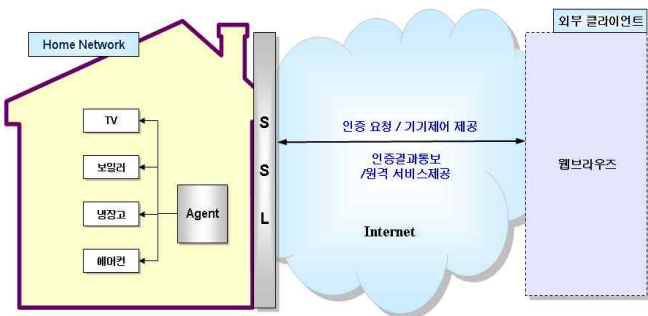 외부 클라이언트
Home Network
TV
보일러
냉장고
에어컨
Agent
S
S
L
인증 요청 / 기기제어 제공
인증결과통보
/원격 서비스제공
Internet
웹브라우즈